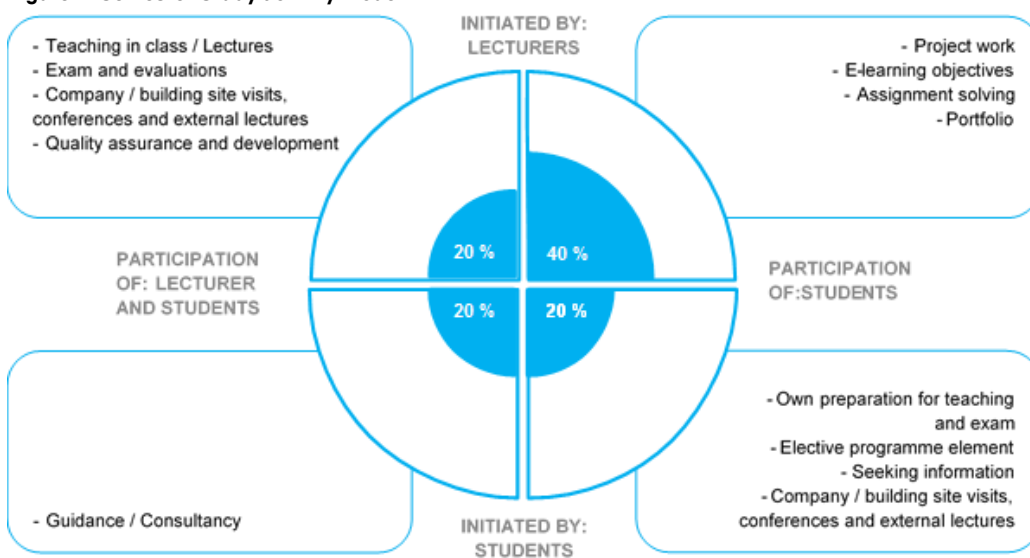 INITIATED BY:
LECTURERS
- Teaching in class / Lectures
- Exam and evaluations
- Company / building site visits,
conferences and external lectures
- Quality assurance and development
- Project work
- E-learning objectives
- Assignment solving
- Portfolio
20 %
40 %
PARTICIPATION
OF: LECTURER
AND STUDENTS
PARTICIPATION
OF:STUDENTS
20 %
20 %
- Guidance / Consultancy
- Own preparation for teaching
and exam
- Elective programme element
- Seeking information
- Company / building site visits,
conferences and external lectures
INITIATED BY:
STUDENTS